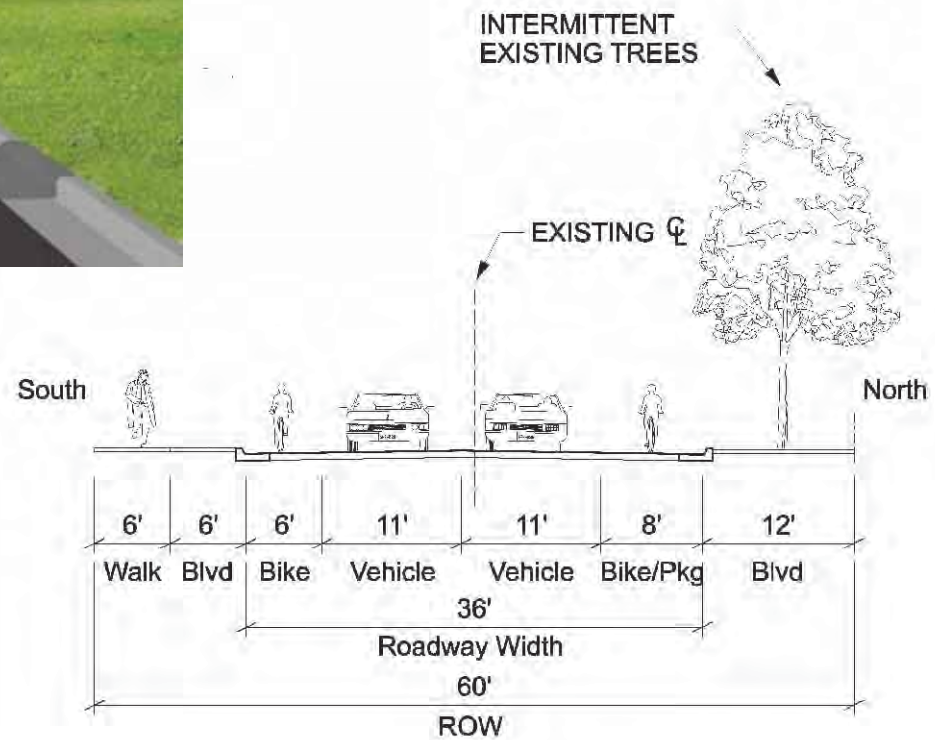 INTERMITTENT
EXISTING TREES
EXISTING ℄
South
North
6' 6' 6' 11' 11' 8' 12'
Walk Blvd Bike Vehicle Vehicle Bike/Pkg Blvd
36'
Roadway Width
60'
ROW